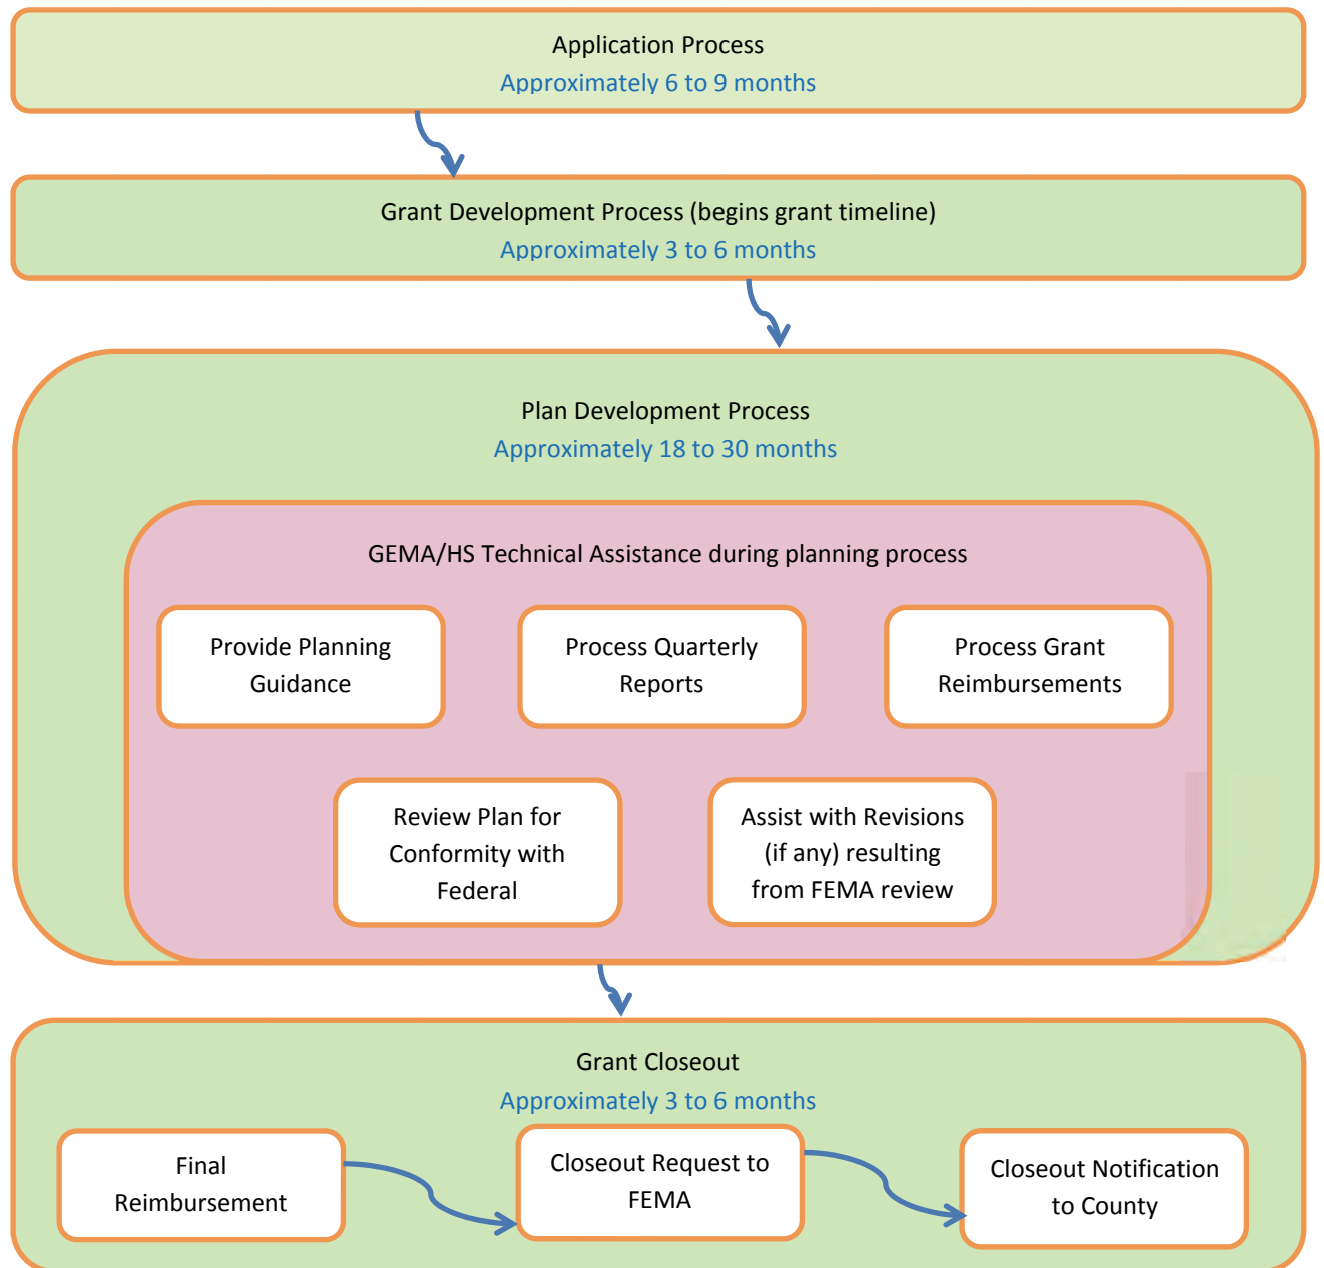 Application Process
Approximately 6 to 9 months
Grant Development Process (begins grant timeline)
Approximately 3 to 6 months
Plan Development Process
Approximately 18 to 30 months
GEMA/HS Technical Assistance during planning process
Provide Planning
Guidance
Process Quarterly
Reports
Process Grant
Reimbursements
Review Plan for
Conformity with
Federal
Assist with Revisions
(if any) resulting
from FEMA review
Grant Closeout
Approximately 3 to 6 months
Final
Reimbursement
Closeout Request to
FEMA
Closeout Notification
to County